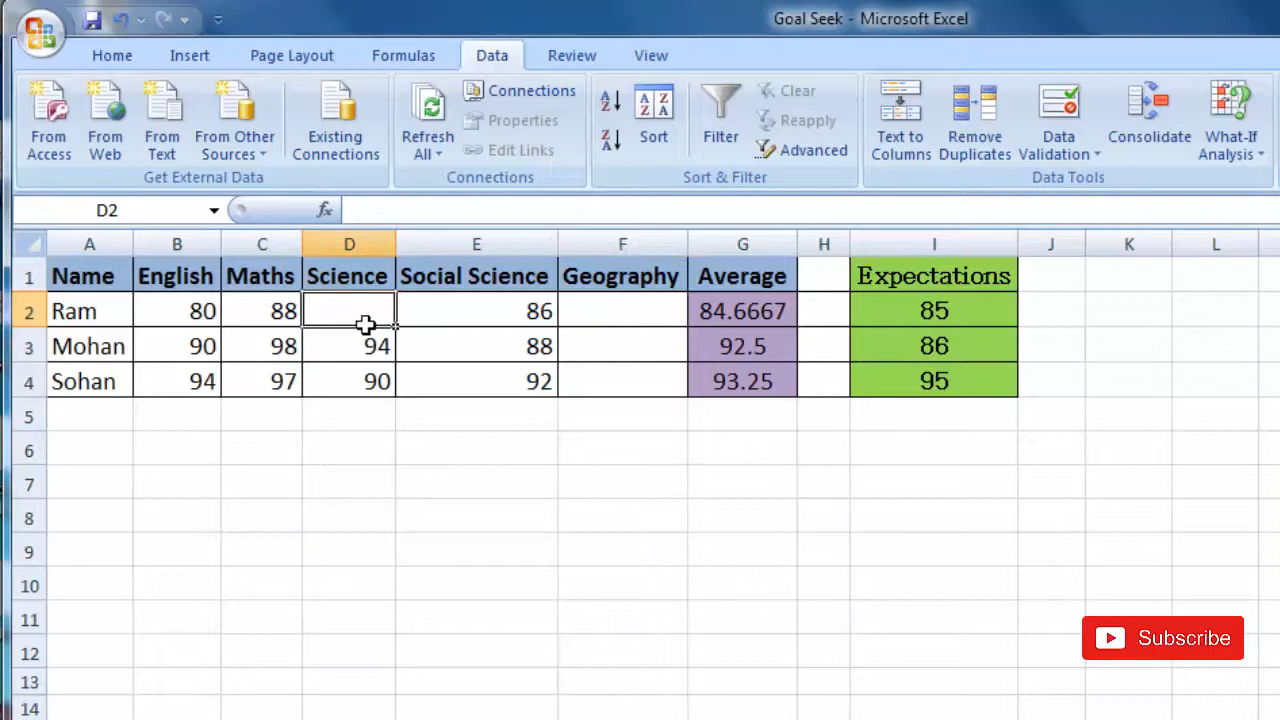 Goal Seek - Microsoft Excel
Home Insert Page Layout Formulas Data Review View
From Access
From Web
From Text
From Other Sources
Existing Connections
Get External Data
Refresh All
Connections
Properties
Edit Links
Connections
Sort
Filter
Clear
Reapply
Advanced
Sort & Filter
Text to Columns
Remove Duplicates
Data Validation
Consolidate
What-If Analysis
Data Tools
D2 fx
A B C D E F G H I J K L
1 Name English Maths Science Social Science Geography Average Expectations
2 Ram 80 88 86 84.6667 85
3 Mohan 90 98 94 88 92.5 86
4 Sohan 94 97 90 92 93.25 95
5
6
7
8
9
10
11
12
13
14
Subscribe